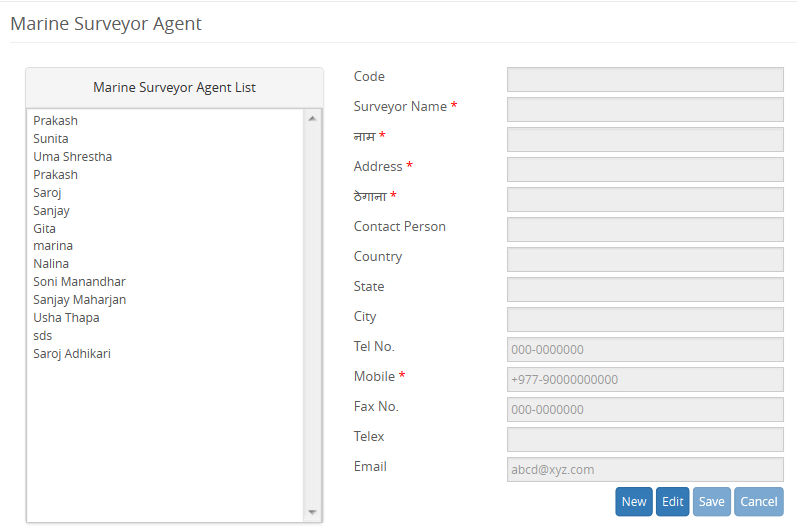 Marine Surveyor Agent
Marine Surveyor Agent List
Prakash
Sunita
Uma Shrestha
Prakash
Saroj
Sanjay
Gita
marina
Nalina
Soni Manandhar
Sanjay Maharjan
Usha Thapa
sds
Saroj Adhikari
Code
Surveyor Name *
नाम *
Address *
ठेगाना *
Contact Person
Country
State
City
Tel No. 000-0000000
Mobile * +977-90000000000
Fax No. 000-0000000
Telex
Email abcd@xyz.com
New Edit Save Cancel